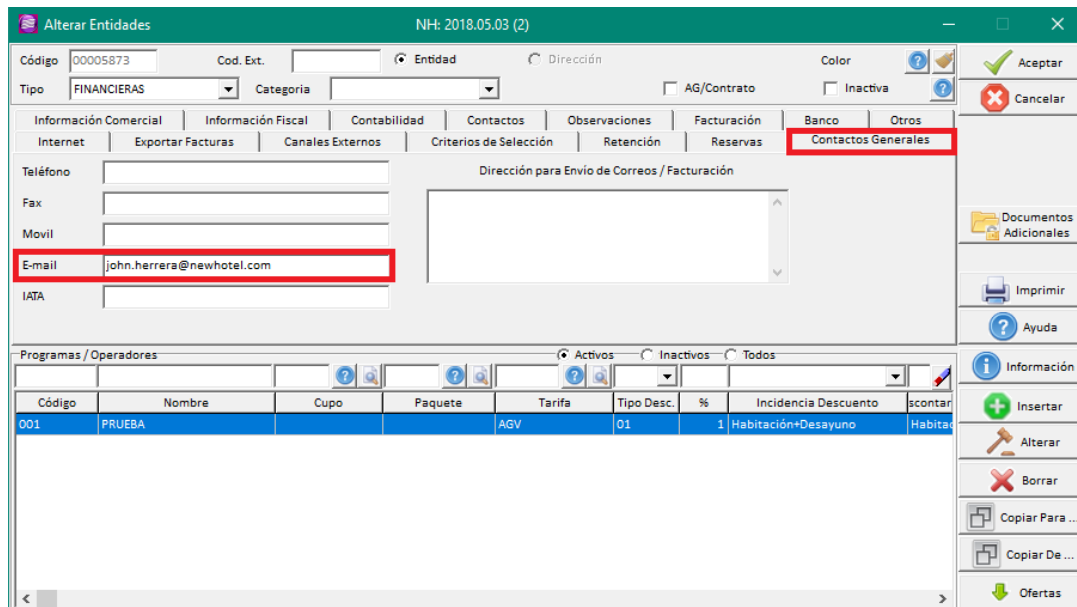 Alterar Entidades NH: 2018.05.03 (2)
Código 00005873 Cod. Ext. Entidad Dirección Color
Tipo FINANCIERAS Categoria AG/Contrato Inactiva
Aceptar
Cancelar
Información Comercial Información Fiscal Contabilidad Contactos Observaciones Facturación Banco Otros
Internet Exportar Facturas Canales Externos Criterios de Selección Retención Reservas Contactos Generales
Teléfono Dirección para Envío de Correos / Facturación
Fax
Movil
E-mail john.herrera@newhotel.com
IATA
Documentos
Adicionales
Imprimir
Ayuda
Información
Programas / Operadores Activos Inactivos Todos
Código Nombre Cupo Paquete Tarifa Tipo Desc. % Incidencia Descuento scontar
001 PRUEBA AGV 01 1 Habitación+Desayuno Habitac
Insertar
Alterar
Borrar
Copiar Para ...
Copiar De ...
Ofertas